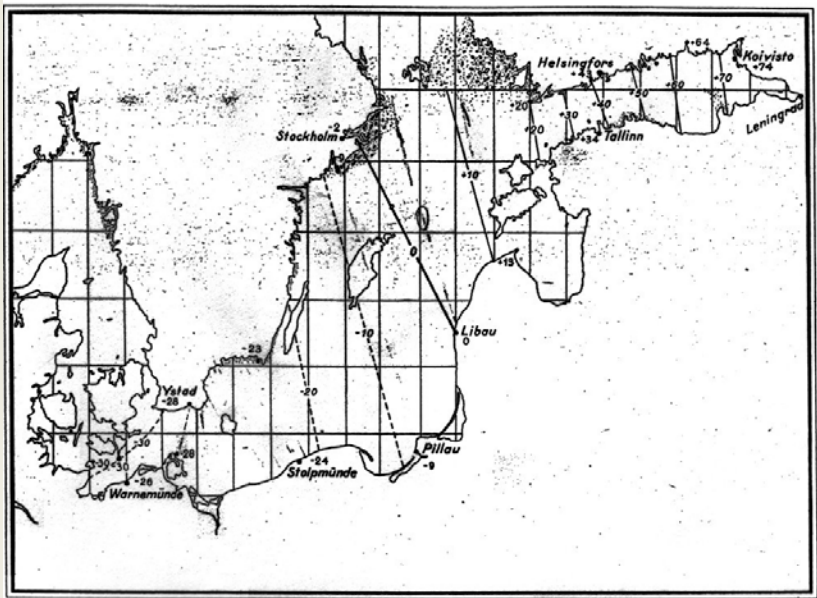 +64
Helsingfors
Koivisto
+4
+74
+70
+60
+50
+40
+20
-2
Stockholm
+30
Leningrad
+20
+34
Tallinn
+10
0
+13
-10
Libau
0
-23
-20
Ystad
-28
-30
-30
-30
-28
-24
Pillau
-9
Stolpmünde
-26
Warnemünde